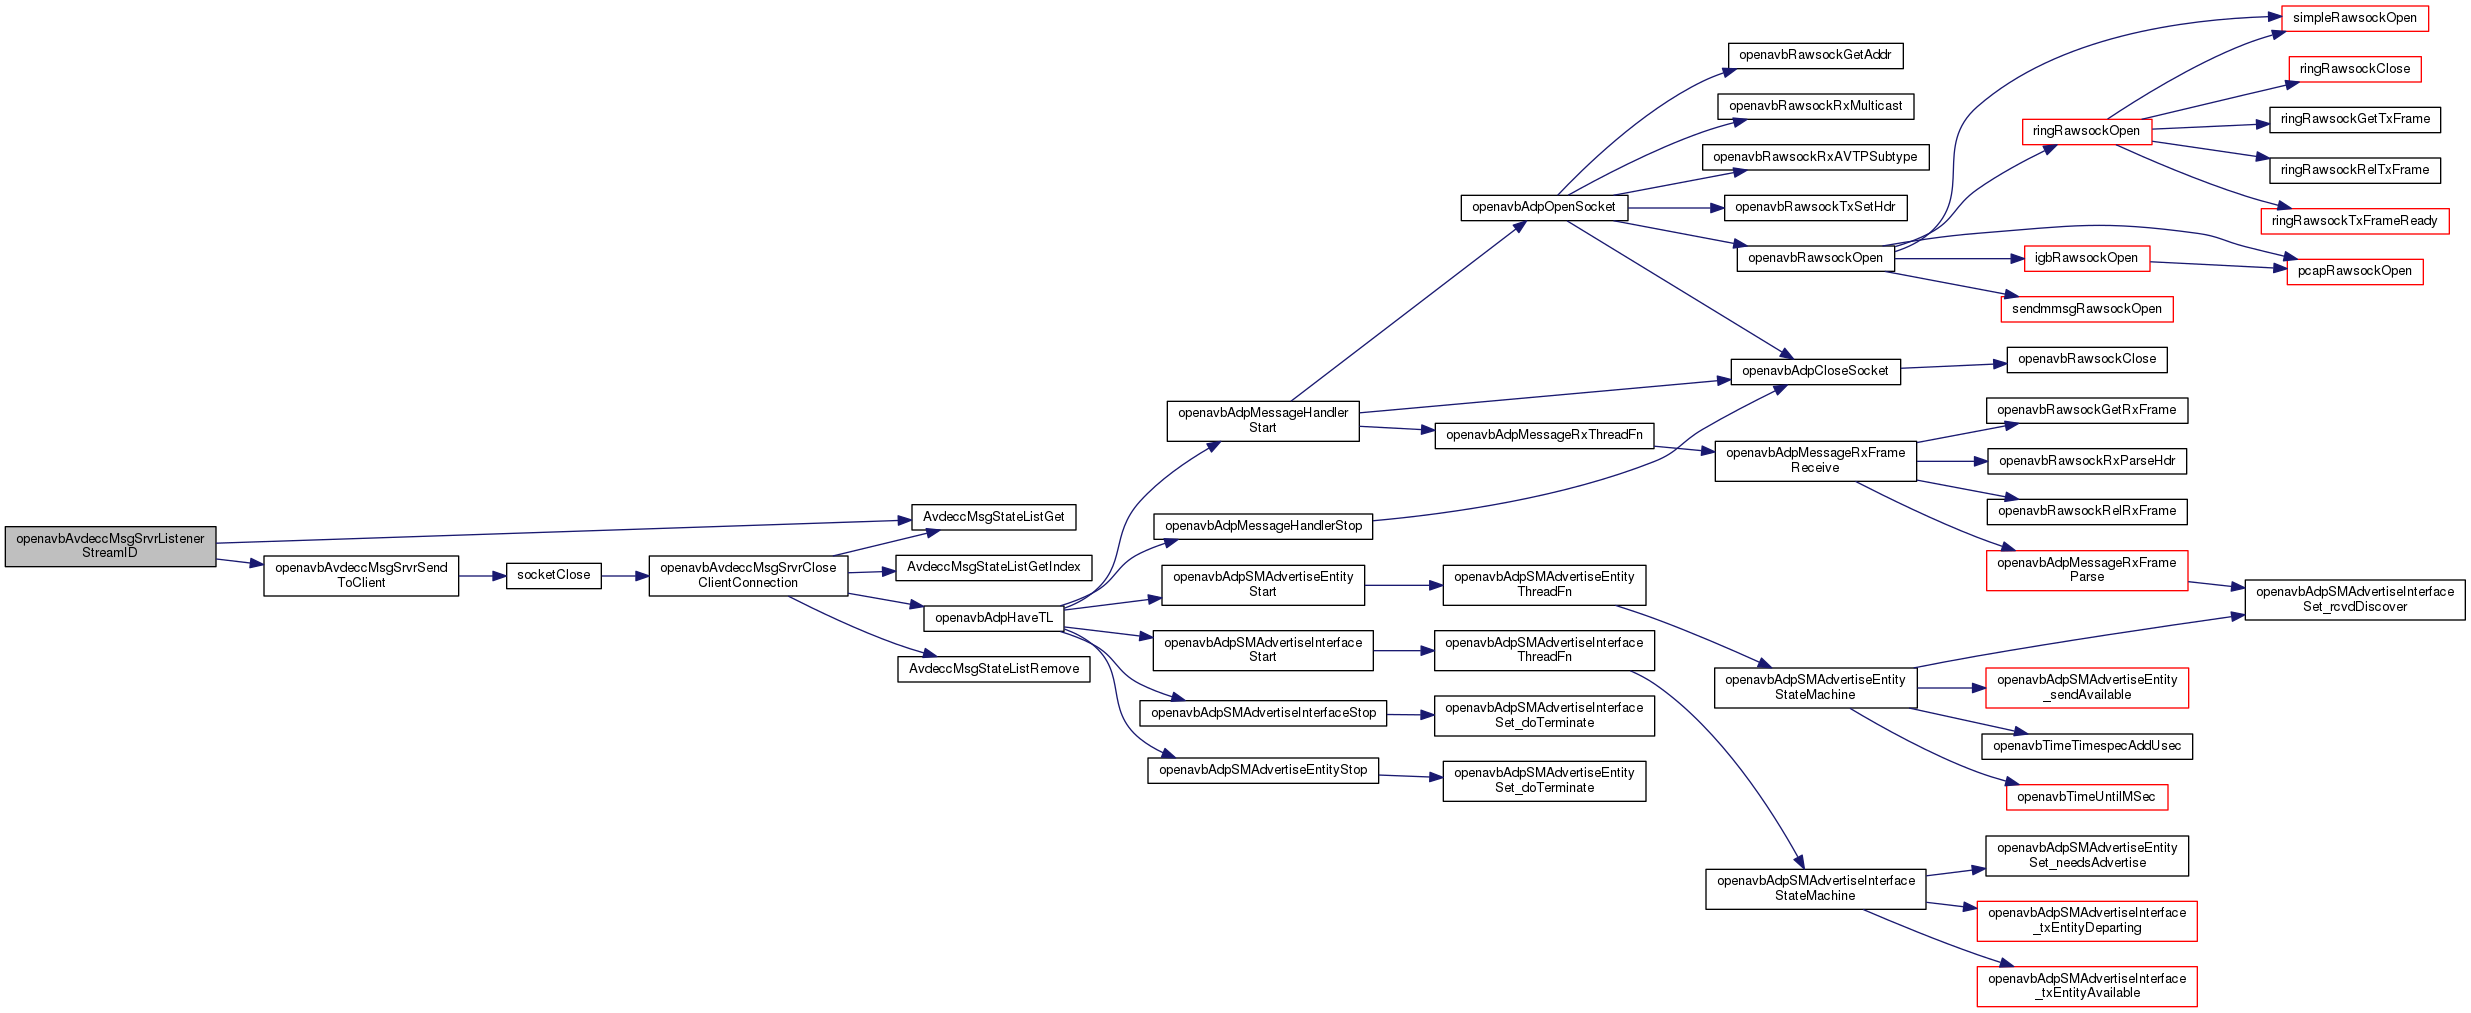 openavbAvdeccMsgSrvrListener
StreamID
openavbAvdeccMsgSrvrSend
ToClient
socketClose
openavbAvdeccMsgSrvrClose
ClientConnection
AvdeccMsgStateListGet
AvdeccMsgStateListGetIndex
openavbAdpHaveTL
AvdeccMsgStateListRemove
openavbAdpMessageHandler
Start
openavbAdpMessageHandlerStop
openavbAdpSMAdvertiseEntity
Start
openavbAdpSMAdvertiseInterface
Start
openavbAdpSMAdvertiseInterfaceStop
openavbAdpSMAdvertiseEntityStop
openavbAdpOpenSocket
openavbAdpMessageRxThreadFn
openavbAdpSMAdvertiseEntity
ThreadFn
openavbAdpSMAdvertiseInterface
ThreadFn
openavbAdpSMAdvertiseInterface
Set_doTerminate
openavbAdpSMAdvertiseEntity
Set_doTerminate
openavbRawsockGetAddr
openavbRawsockRxMulticast
openavbRawsockRxAVTPSubtype
openavbRawsockTxSetHdr
openavbRawsockOpen
openavbAdpCloseSocket
openavbAdpMessageRxFrame
Receive
openavbAdpSMAdvertiseEntity
StateMachine
openavbAdpSMAdvertiseInterface
StateMachine
ringRawsockOpen
igbRawsockOpen
sendmmsgRawsockOpen
openavbRawsockClose
openavbRawsockGetRxFrame
openavbRawsockRxParseHdr
openavbRawsockRelRxFrame
openavbAdpMessageRxFrame
Parse
openavbAdpSMAdvertiseEntity
_sendAvailable
openavbTimeTimespecAddUsec
openavbTimeUntilMSec
openavbAdpSMAdvertiseEntity
Set_needsAdvertise
openavbAdpSMAdvertiseInterface
_txEntityDeparting
openavbAdpSMAdvertiseInterface
_txEntityAvailable
simpleRawsockOpen
ringRawsockClose
ringRawsockGetTxFrame
ringRawsockRelTxFrame
ringRawsockTxFrameReady
pcapRawsockOpen
openavbAdpSMAdvertiseInterface
Set_rcvdDiscover